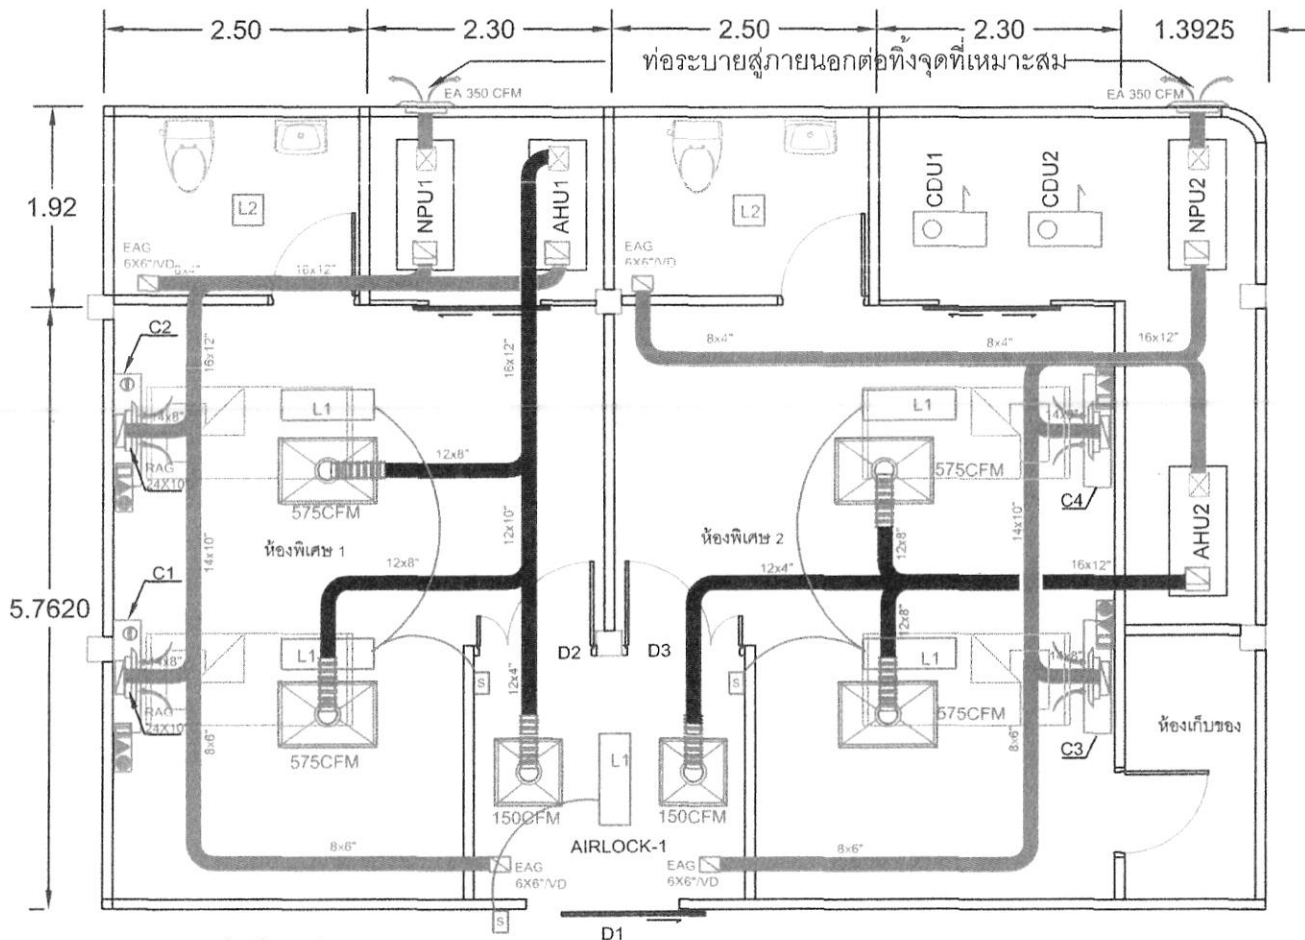 2.50
2.30
2.50
2.30
1.3925
ท่อระบายสู่ภายนอกต่อทิ้งจุดที่เหมาะสม
EA 350 CFM
EA 350 CFM
1.92
5.7620
L2
NPU1
AHU1
L2
CDU1
CDU2
NPU2
EAG
6X6"/VD
8x4"
16x12"
EAG
6X6"/VD
C2
16x12"
16x12"
8x4"
8x4"
16x12"
14x8"
L1
L1
14x8"
RAG
24X10"
12x8"
575CFM
575CFM
C4
14x10"
ห้องพิเศษ 1
12x10"
ห้องพิเศษ 2
12x8"
14x10"
AHU2
C1
12x8"
12x4"
16x12"
12x8"
14x8"
L1
D2
D3
L1
14x8"
S
12x4"
S
RAG
24X10"
575CFM
575CFM
8x6"
8x6"
C3
ห้องเก็บของ
L1
150CFM
150CFM
AIRLOCK-1
8x6"
EAG
6X6"/VD
EAG
6X6"/VD
8x6"
S
D1